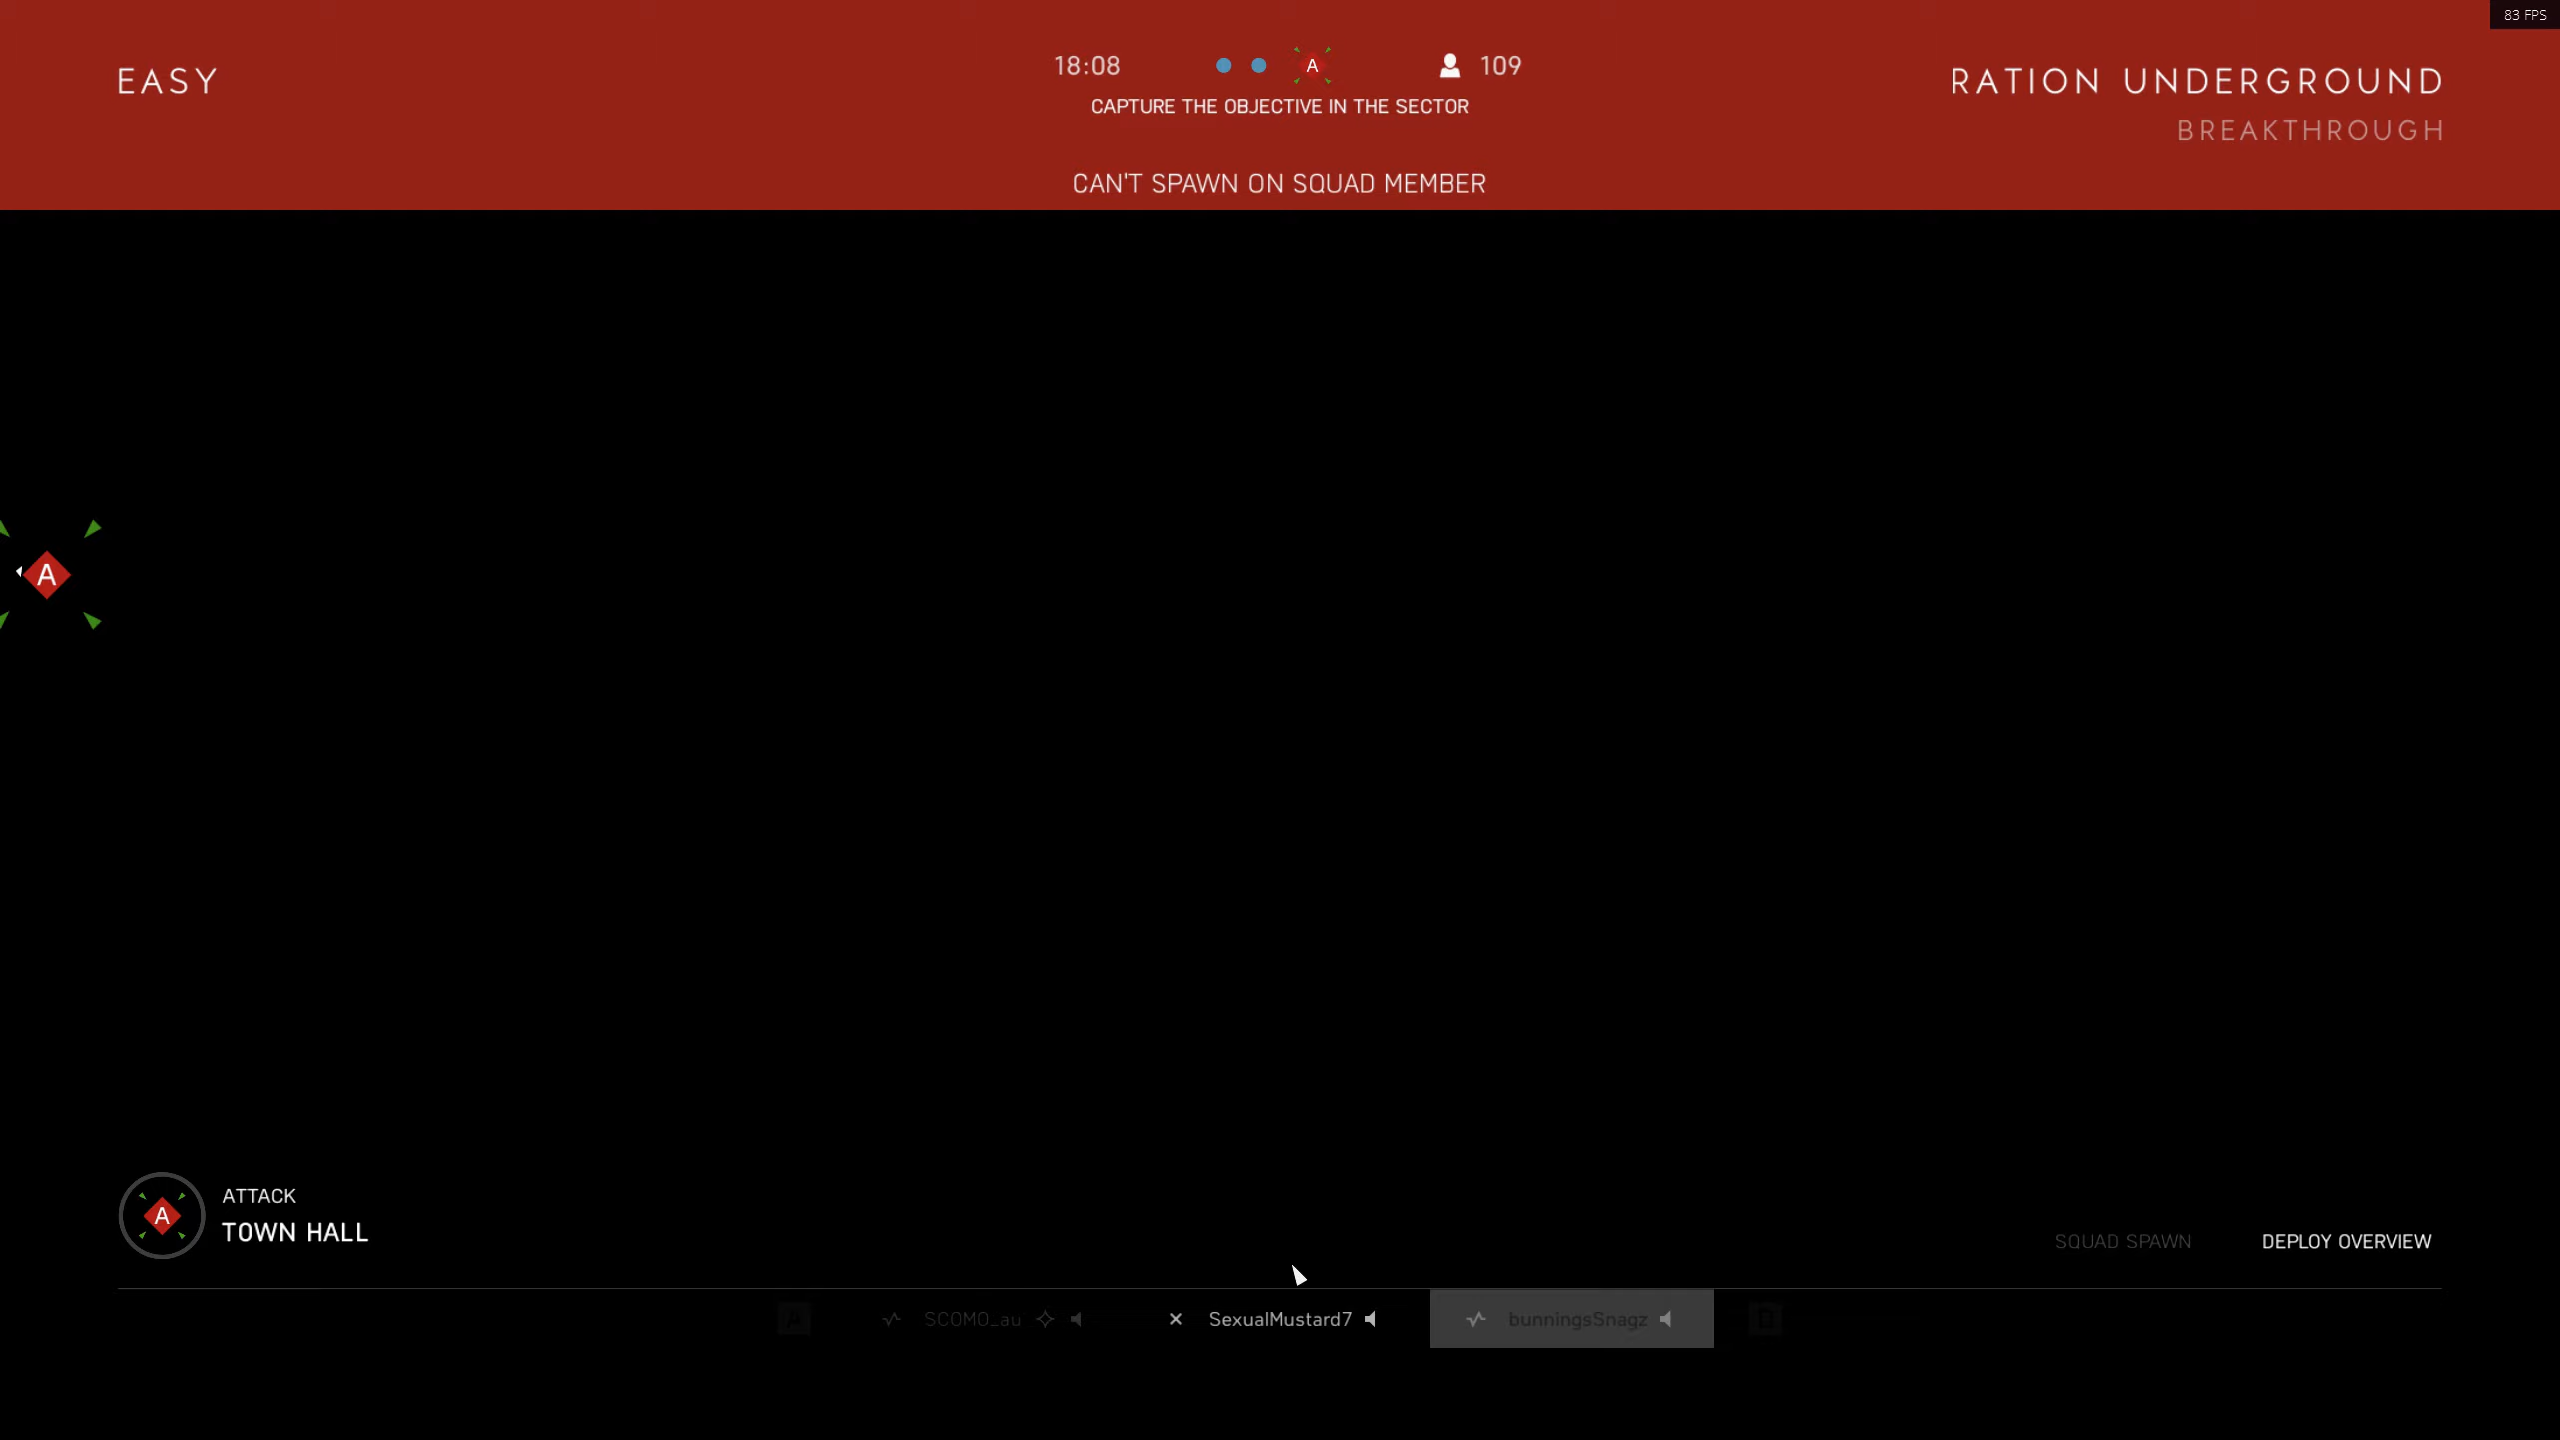 83 FPS
EASY
18:08 A 109
RATION UNDERGROUND
CAPTURE THE OBJECTIVE IN THE SECTOR
BREAKTHROUGH
CAN'T SPAWN ON SQUAD MEMBER
A
A
ATTACK
TOWN HALL
SQUAD SPAWN DEPLOY OVERVIEW
SCOMO_au SexualMustard7 bunningsSnagz